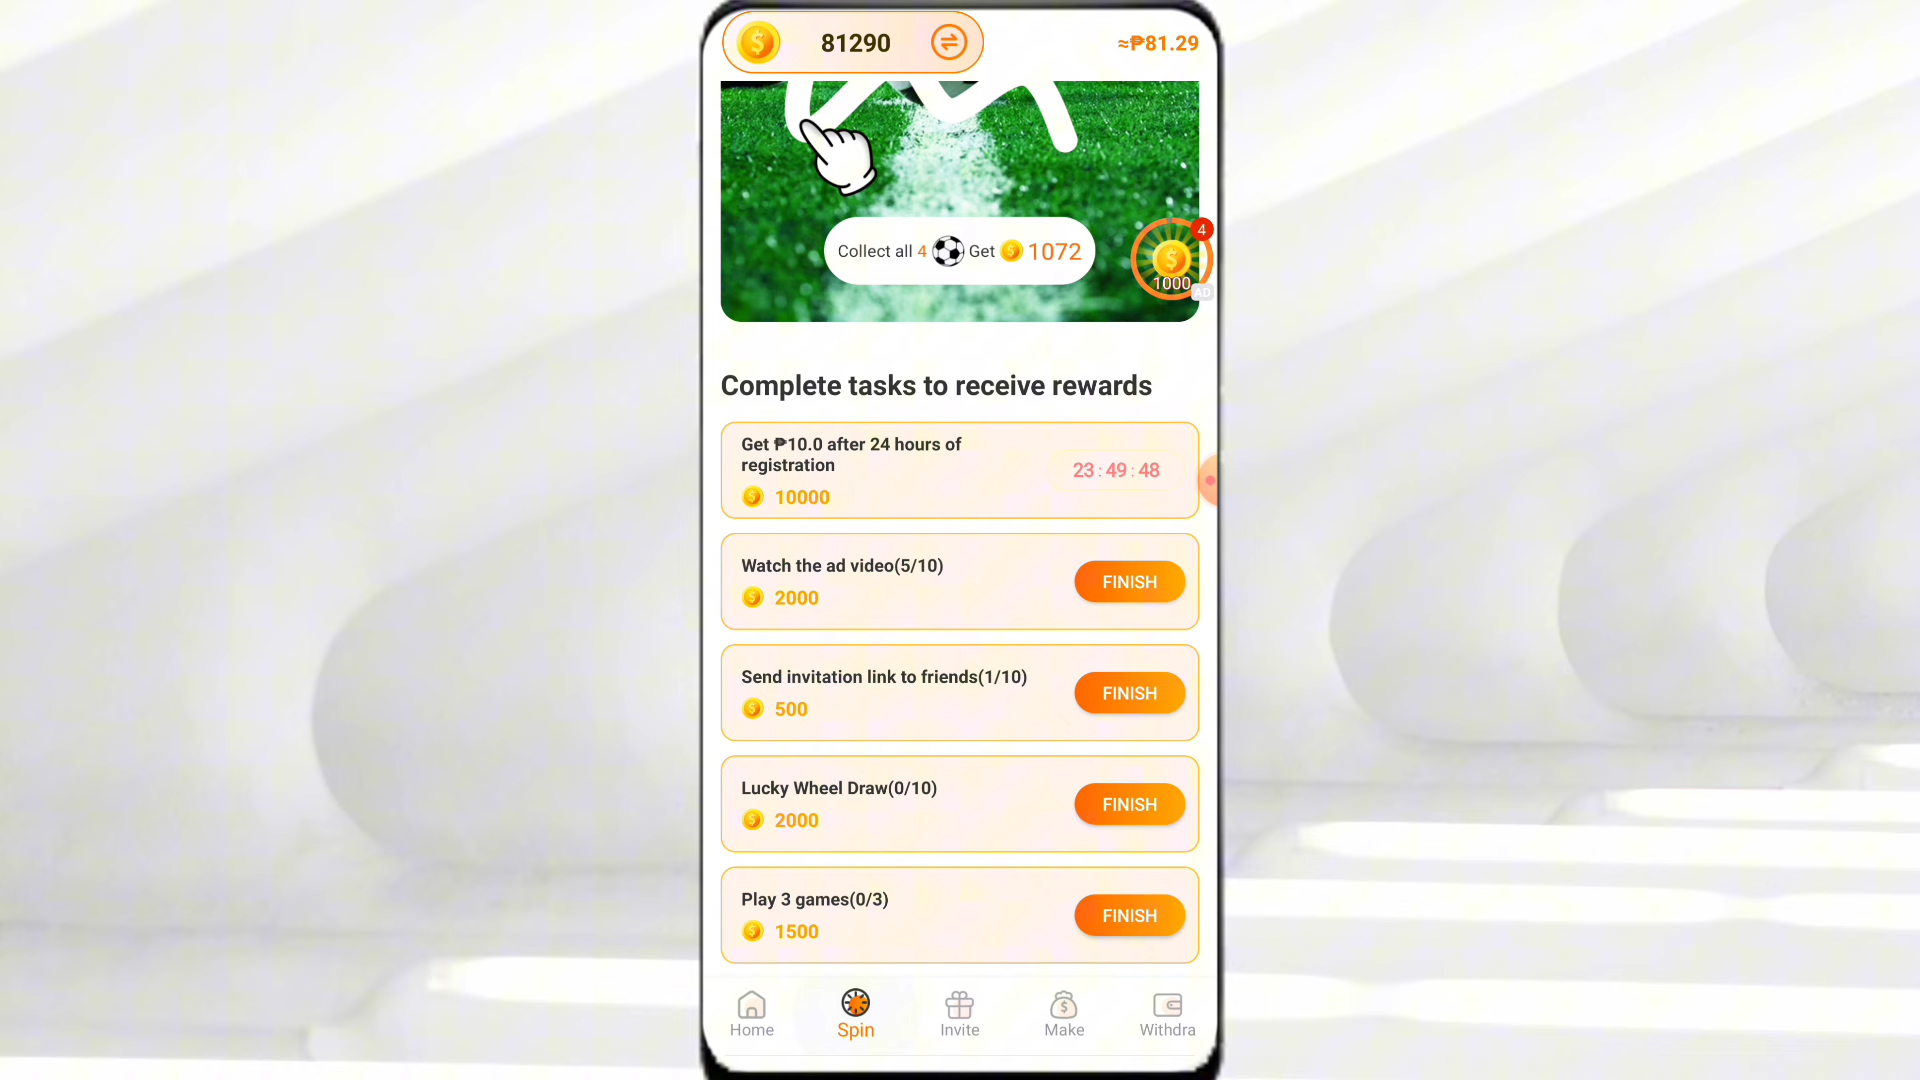 81290
≈₱81.29
Collect all 4 Get 1072
4
1000
AD
Complete tasks to receive rewards
Get ₱10.0 after 24 hours of
registration
10000
23:49:48
Watch the ad video(5/10)
2000
FINISH
Send invitation link to friends(1/10)
500
FINISH
Lucky Wheel Draw(0/10)
2000
FINISH
Play 3 games(0/3)
1500
FINISH
Home
Spin
Invite
Make
Withdra